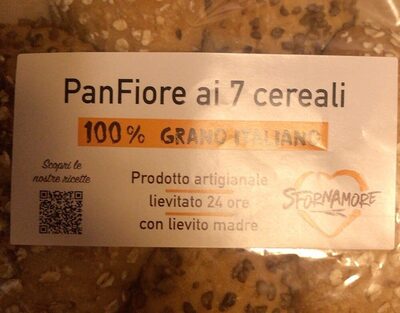 PanFiore ai 7 cereali
100% GRANO ITALIANO
Scopri le
nostre ricette
Prodotto artigianale
lievitato 24 ore
con lievito madre
SFORNAMORE